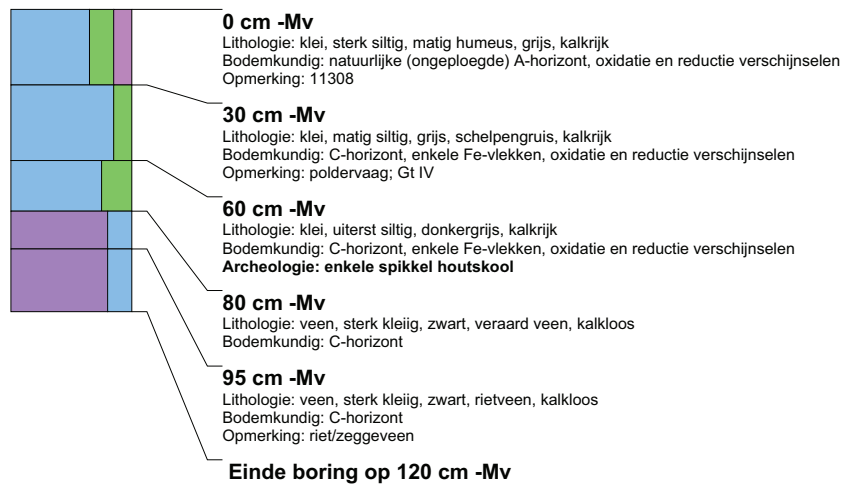 0 cm -Mv
Lithologie: klei, sterk siltig, matig humeus, grijs, kalkrijk
Bodemkundig: natuurlijke (ongeploegde) A-horizont, oxidatie en reductie verschijnselen
Opmerking: 11308
30 cm -Mv
Lithologie: klei, matig siltig, grijs, schelpengruis, kalkrijk
Bodemkundig: C-horizont, enkele Fe-vlekken, oxidatie en reductie verschijnselen
Opmerking: poldervaag; Gt IV
60 cm -Mv
Lithologie: klei, uiterst siltig, donkergrijs, kalkrijk
Bodemkundig: C-horizont, enkele Fe-vlekken, oxidatie en reductie verschijnselen
Archeologie: enkele spikkel houtskool
80 cm -Mv
Lithologie: veen, sterk kleiig, zwart, veraard veen, kalkloos
Bodemkundig: C-horizont
95 cm -Mv
Lithologie: veen, sterk kleiig, zwart, rietveen, kalkloos
Bodemkundig: C-horizont
Opmerking: riet/zeggeveen
Einde boring op 120 cm -Mv